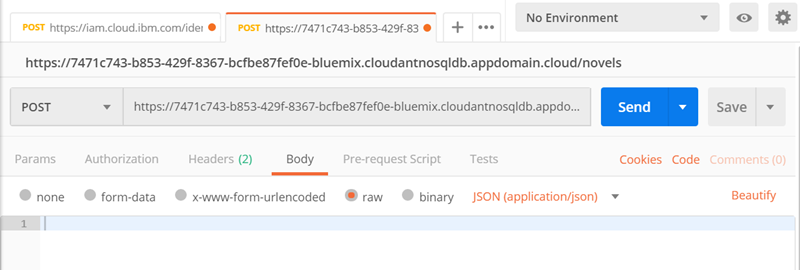 POST https://iam.cloud.ibm.com/iden
POST https://7471c743-b853-429f-83
+
•••
No Environment
https://7471c743-b853-429f-8367-bcfbe87fef0e-bluemix.cloudantnosqldb.appdomain.cloud/novels
POST https://7471c743-b853-429f-8367-bcfbe87fef0e-bluemix.cloudantnosqldb.appdo... Send Save
Params Authorization Headers (2) Body Pre-request Script Tests Cookies Code Comments (0)
none form-data x-www-form-urlencoded raw binary JSON (application/json) Beautify
1